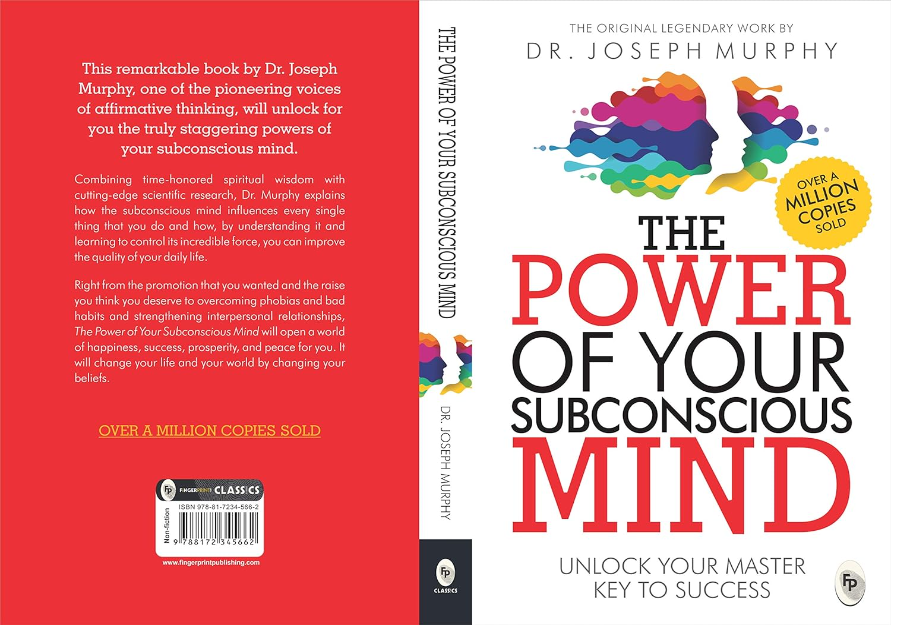 This remarkable book by Dr. Joseph
Murphy, one of the pioneering voices
of affirmative thinking, will unlock for
you the truly staggering powers of
your subconscious mind.
Combining time-honored spiritual wisdom with
cutting-edge scientific research, Dr. Murphy explains
how the subconscious mind influences every single
thing that you do and how, by understanding it and
learning to control its incredible force, you can improve
the quality of your daily life.
Right from the promotion that you wanted and the raise
you think you deserve to overcoming phobias and bad
habits and strengthening interpersonal relationships,
The Power of Your Subconscious Mind will open a world
of happiness, success, prosperity, and peace for you. It
will change your life and your world by changing your
beliefs.
OVER A MILLION COPIES SOLD
FP FINGERPRINT! CLASSICS
Non-fiction
ISBN 978-81-7234-566-2
9 788172 345662
www.fingerprintpublishing.com
THE POWER OF YOUR SUBCONSCIOUS MIND
DR. JOSEPH MURPHY
FP
CLASSICS
THE ORIGINAL LEGENDARY WORK BY
DR. JOSEPH MURPHY
OVER A
MILLION
COPIES
SOLD
THE
POWER
OF YOUR
SUBCONSCIOUS
MIND
UNLOCK YOUR MASTER
KEY TO SUCCESS
FP